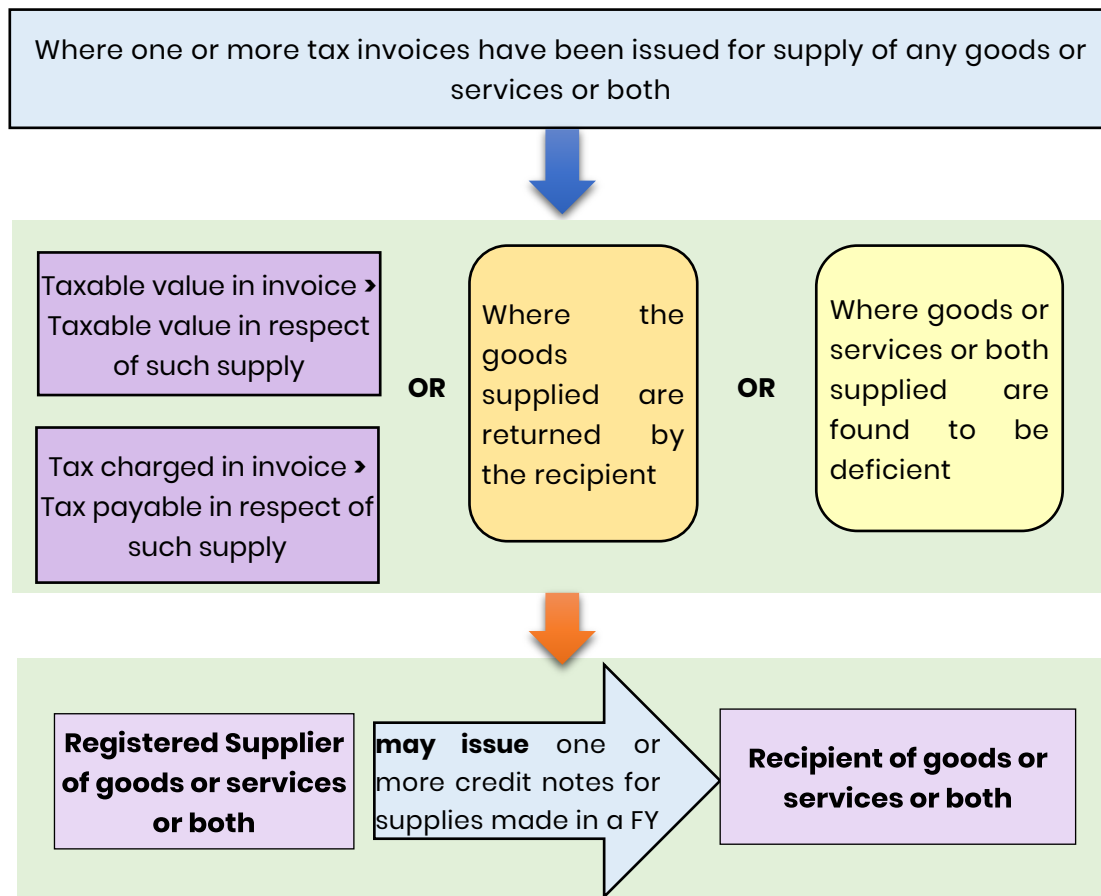 Where one or more tax invoices have been issued for supply of any goods or
services or both
Taxable value in invoice >
Taxable value in respect
of such supply
Tax charged in invoice >
Tax payable in respect of
such supply
OR
Where the
goods
supplied are
returned by
the recipient
OR
Where goods or
services or both
supplied are
found to be
deficient
Registered Supplier
of goods or services
or both
may issue one or
more credit notes for
supplies made in a FY
Recipient of goods or
services or both